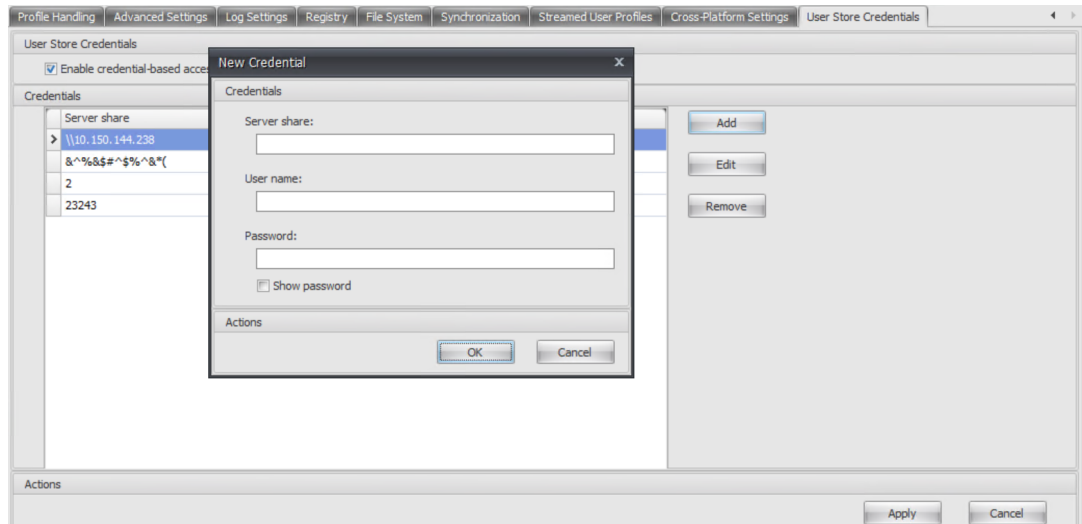 Profile Handling Advanced Settings Log Settings Registry File System Synchronization Streamed User Profiles Cross-Platform Settings User Store Credentials
User Store Credentials
Enable credential-based
New Credential x
Credentials
Credentials
Server share
Server share:
Add
\\10.150.144.238
&^%&$#^$%^&*(
User name:
Edit
2
23243
Remove
Password:
Show password
Actions
OK Cancel
Actions
Apply Cancel